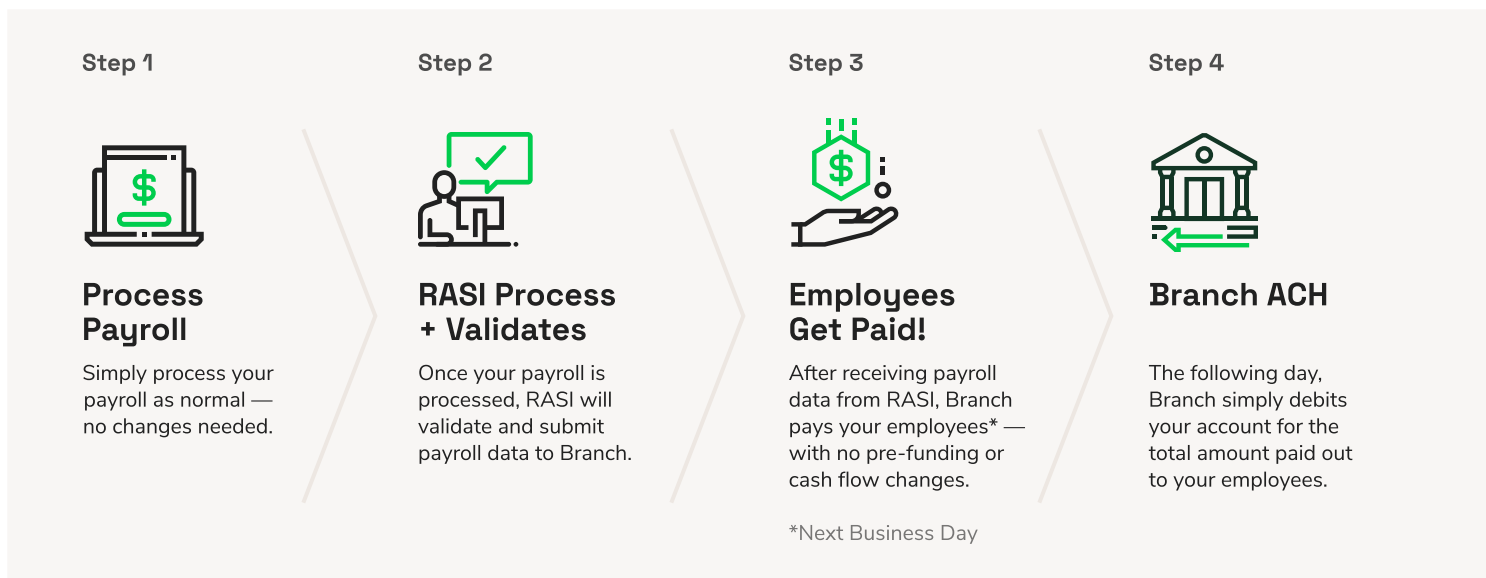 Step 1
Process
Payroll
Simply process your
payroll as normal —
no changes needed.
Step 2
RASI Process
+ Validates
Once your payroll is
processed, RASI will
validate and submit
payroll data to Branch.
Step 3
$
Employees
Get Paid!
After receiving payroll
data from RASI, Branch
pays your employees* —
with no pre-funding or
cash flow changes.
*Next Business Day
Step 4
Branch ACH
The following day,
Branch simply debits
your account for the
total amount paid out
to your employees.